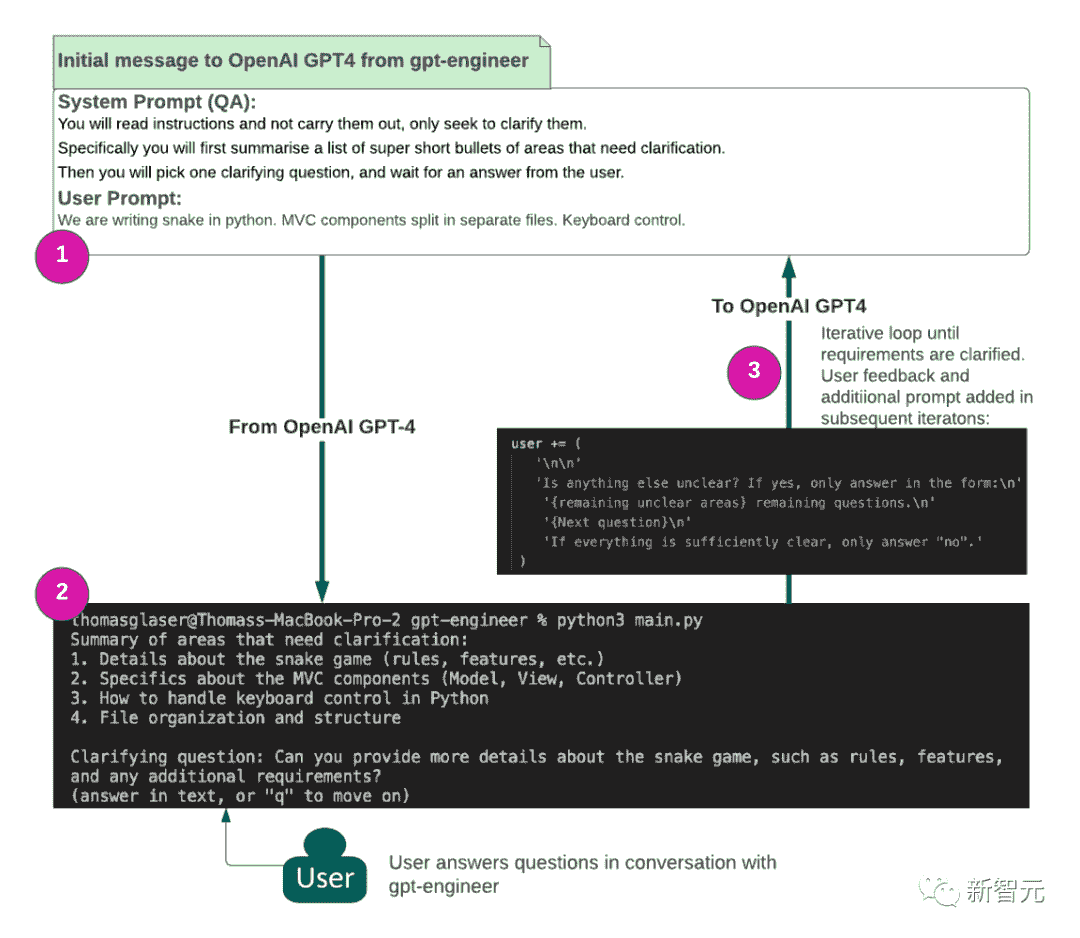 Initial message to OpenAI GPT4 from gpt-engineer
System Prompt (QA):
You will read instructions and not carry them out, only seek to clarify them.
Specifically you will first summarise a list of super short bullets of areas that need clarification.
Then you will pick one clarifying question, and wait for an answer from the user.
User Prompt:
We are writing snake in python. MVC components split in separate files. Keyboard control.
1
To OpenAI GPT4
Iterative loop until
requirements are clarified.
User feedback and
additiional prompt added in
subsequent iteratons:
3
From OpenAI GPT-4
user += (
'\n\n'
'Is anything else unclear? If yes, only answer in the form:\n'
'{remaining unclear areas} remaining questions.\n'
'{Next question}\n'
'If everything is sufficiently clear, only answer "no".'
)
2
thomasglaser@Thomass-MacBook-Pro-2 gpt-engineer % python3 main.py
Summary of areas that need clarification:
1. Details about the snake game (rules, features, etc.)
2. Specifics about the MVC components (Model, View, Controller)
3. How to handle keyboard control in Python
4. File organization and structure
Clarifying question: Can you provide more details about the snake game, such as rules, features,
and any additional requirements?
(answer in text, or "q" to move on)
User
User answers questions in conversation with
gpt-engineer
新智元